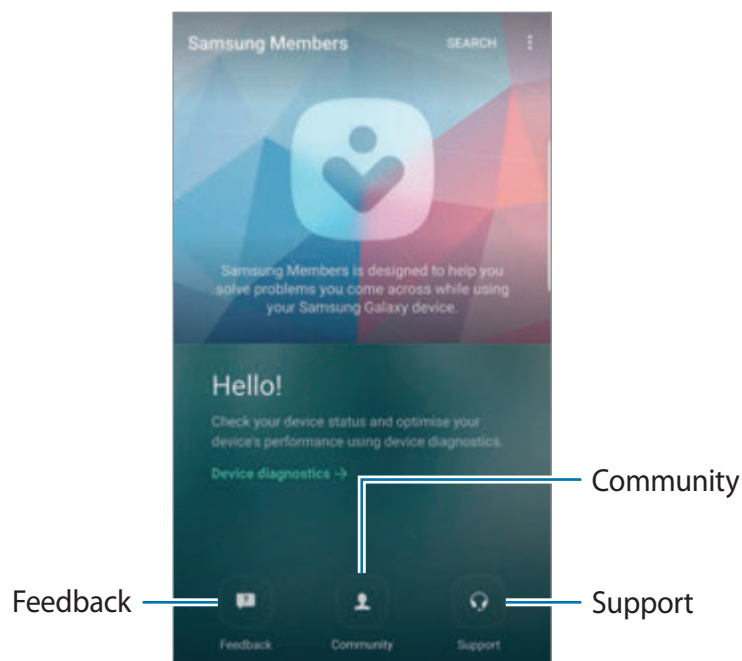 Samsung Members SEARCH
Samsung Members is designed to help you
solve problems you come across while using
your Samsung Galaxy device.
Hello!
Check your device status and optimise your
device's performance using device diagnostics.
Device diagnostics →
Community
Feedback
Support
Feedback Community Support